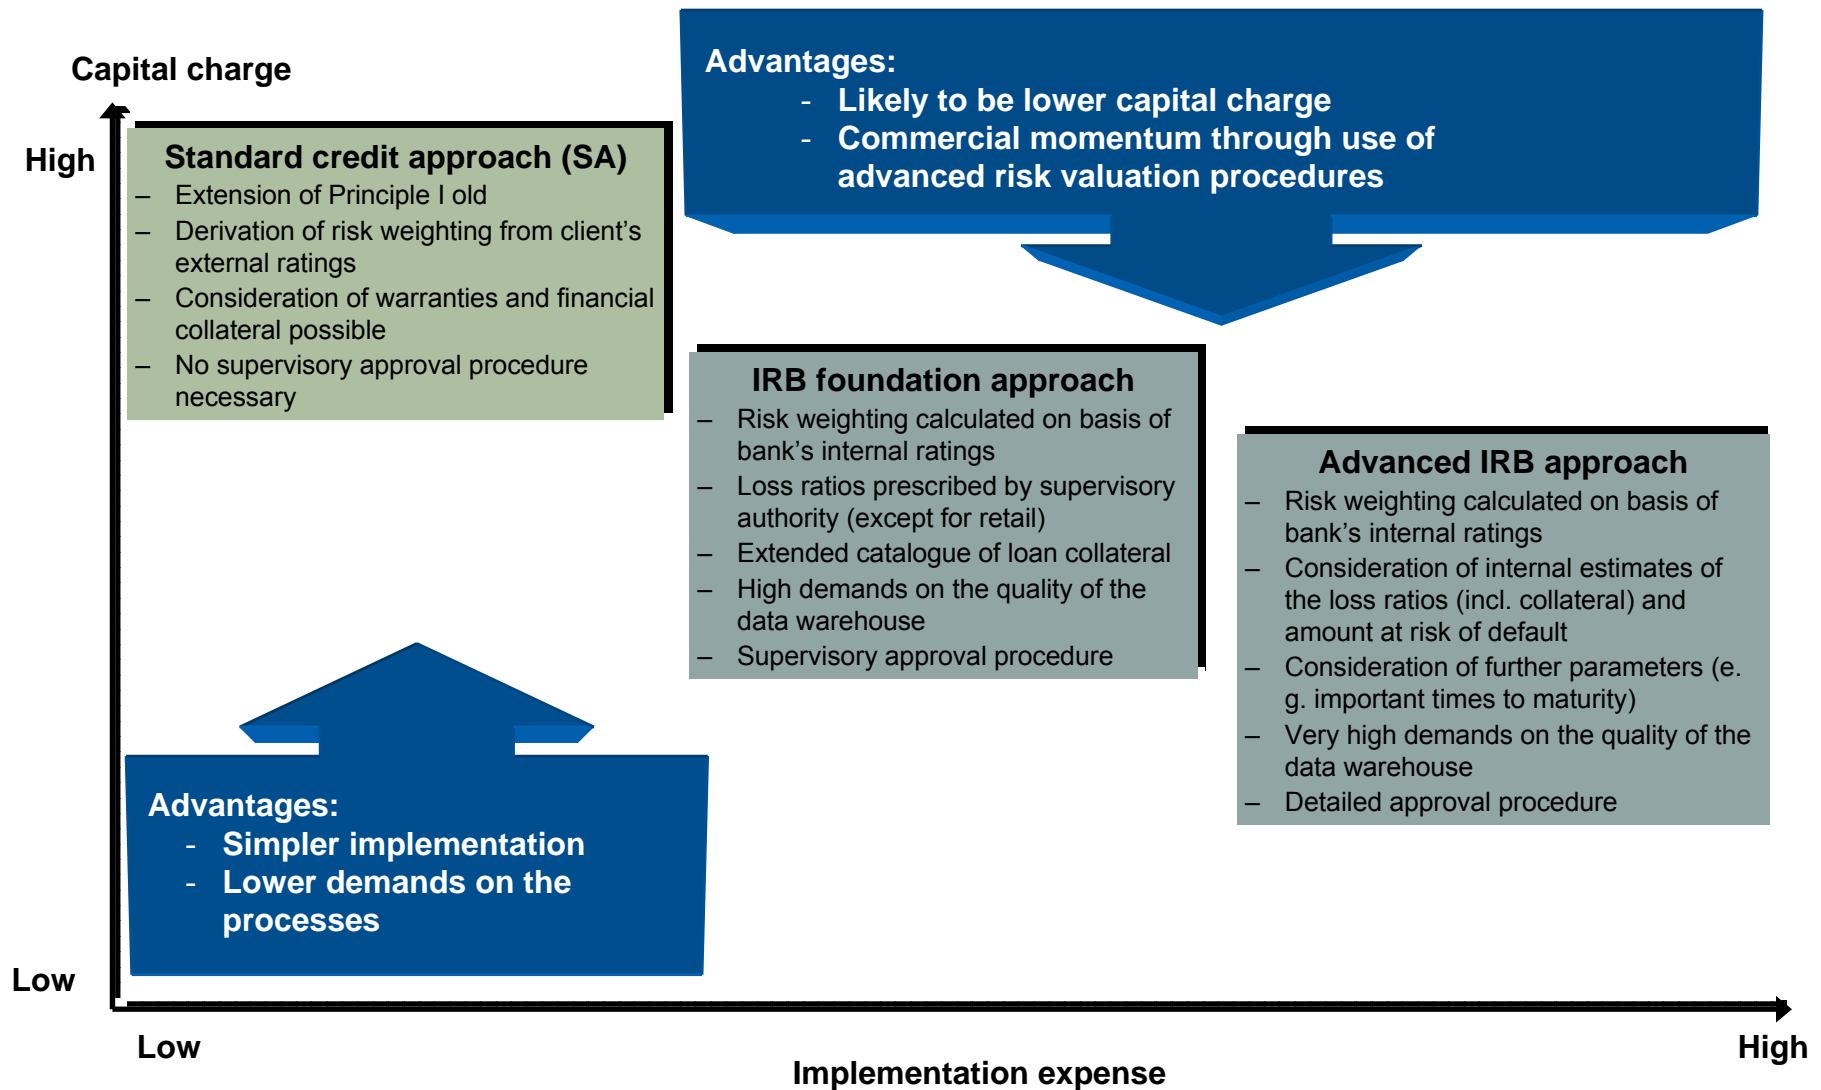 Capital charge
High
Standard credit approach (SA)
– Extension of Principle I old
– Derivation of risk weighting from client’s
external ratings
– Consideration of warranties and financial
collateral possible
– No supervisory approval procedure
necessary
Advantages:
- Likely to be lower capital charge
- Commercial momentum through use of
advanced risk valuation procedures
IRB foundation approach
– Risk weighting calculated on basis of
bank’s internal ratings
– Loss ratios prescribed by supervisory
authority (except for retail)
– Extended catalogue of loan collateral
– High demands on the quality of the
data warehouse
– Supervisory approval procedure
Advanced IRB approach
– Risk weighting calculated on basis of
bank’s internal ratings
– Consideration of internal estimates of
the loss ratios (incl. collateral) and
amount at risk of default
– Consideration of further parameters (e.
g. important times to maturity)
– Very high demands on the quality of the
data warehouse
– Detailed approval procedure
Advantages:
- Simpler implementation
- Lower demands on the
processes
Low
Low
High
Implementation expense